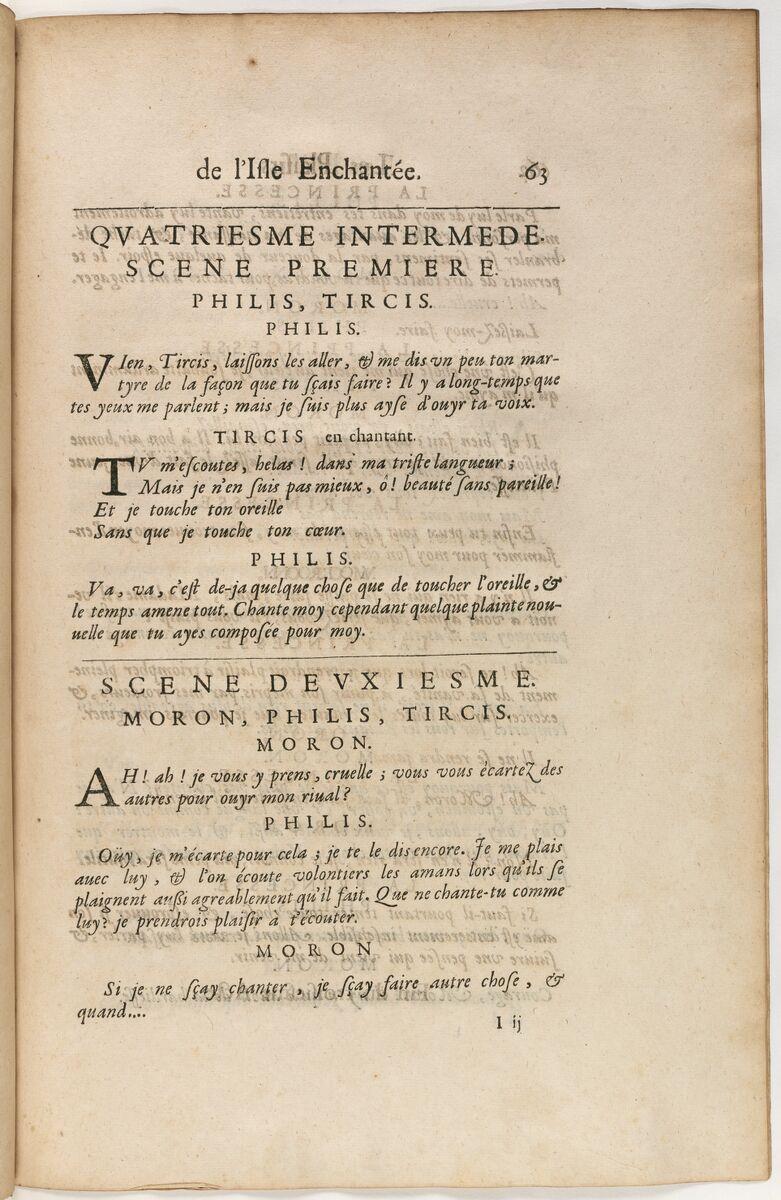 de l'Iſle Enchantée. 63
QVATRIESME INTERMEDE.
SCENE PREMIERE.
PHILIS, TIRCIS.
PHILIS.
VIen, Tircis, laiſſons les aller, & me dis vn peu ton mar-
tyre de la façon que tu ſçais faire? Il y a long-temps que
tes yeux me parlent; mais je ſuis plus ayſe d'ouyr ta voix.
TIRCIS en chantant.
TV m'eſcoutes, helas! dans ma triſte langueur;
Mais je n'en ſuis pas mieux, ô! beauté ſans pareille!
Et je touche ton oreille
Sans que je touche ton cœur.
PHILIS.
Va, va, c'eſt de-ja quelque choſe que de toucher l'oreille, &
le temps amene tout. Chante moy cependant quelque plainte nou-
uelle que tu ayes compoſée pour moy.
SCENE DEVXIESME.
MORON, PHILIS, TIRCIS.
MORON.
AH! ah! je vous y prens, cruelle; vous vous écartez des
autres pour ouyr mon riual?
PHILIS.
Oüy, je m'écarte pour cela; je te le dis encore. Je me plais
auec luy, & l'on écoute volontiers les amans lors qu'ils ſe
plaignent auſſi agreablement qu'il fait. Que ne chante-tu comme
luy? je prendrois plaiſir à t'écouter.
MORON
Si je ne ſçay chanter, je ſçay faire autre choſe, &
quand....
I ij